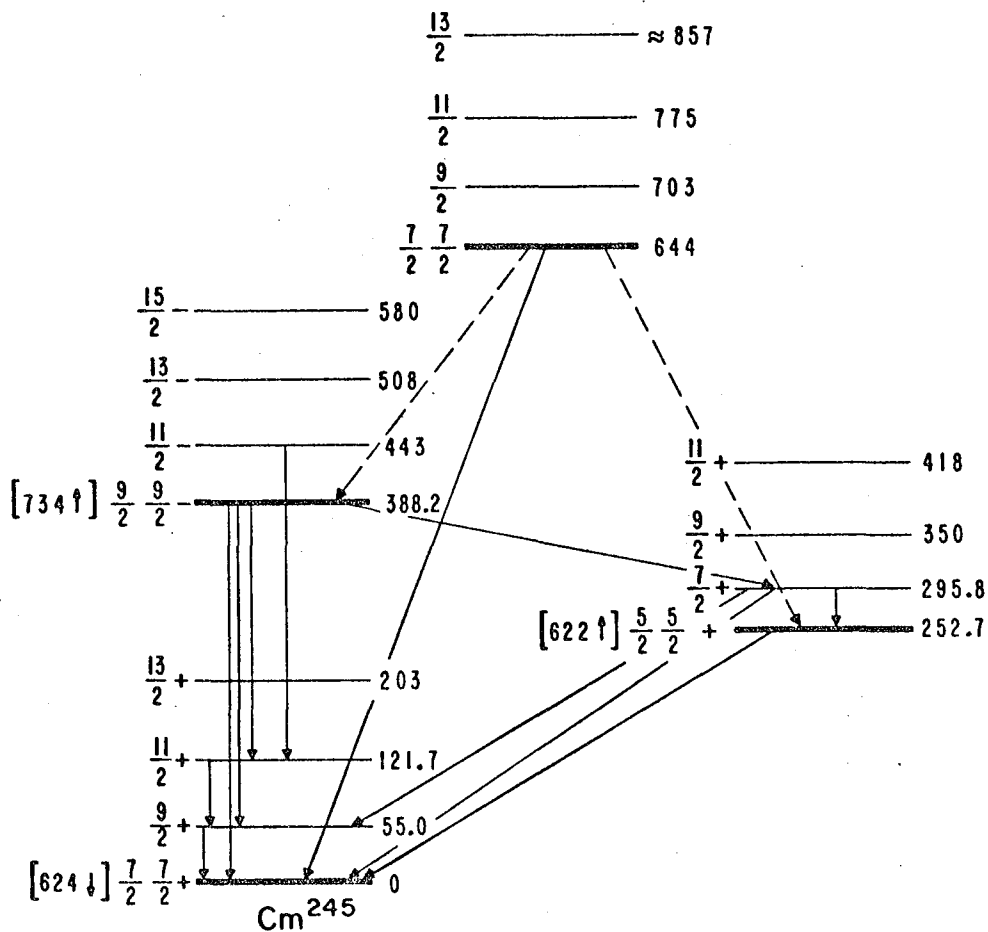 13/2 ≈ 857
11/2 775
9/2 703
7/2 7/2 644
15/2 - 580
13/2 - 508
11/2 - 443
[734↑] 9/2 9/2 - 388.2
11/2 + 418
9/2 + 350
7/2 + 295.8
[622↑] 5/2 5/2 + 252.7
13/2 + 203
11/2 + 121.7
9/2 + 55.0
[624↓] 7/2 7/2 + 0
Cm²⁴⁵